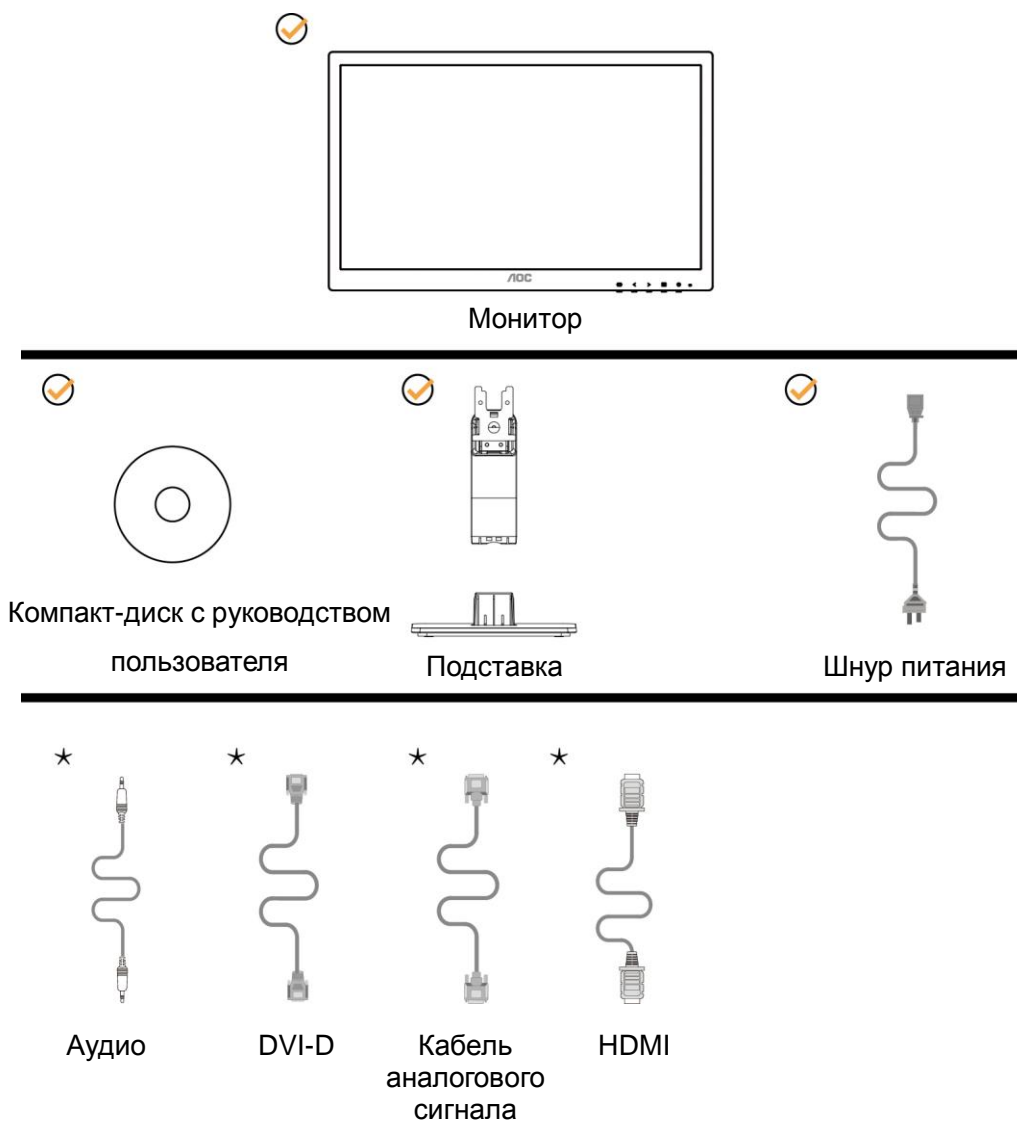 AOC
Монитор
Компакт-диск с руководством
пользователя
Подставка
Шнур питания
Аудио
DVI-D
Кабель
аналогового
сигнала
HDMI